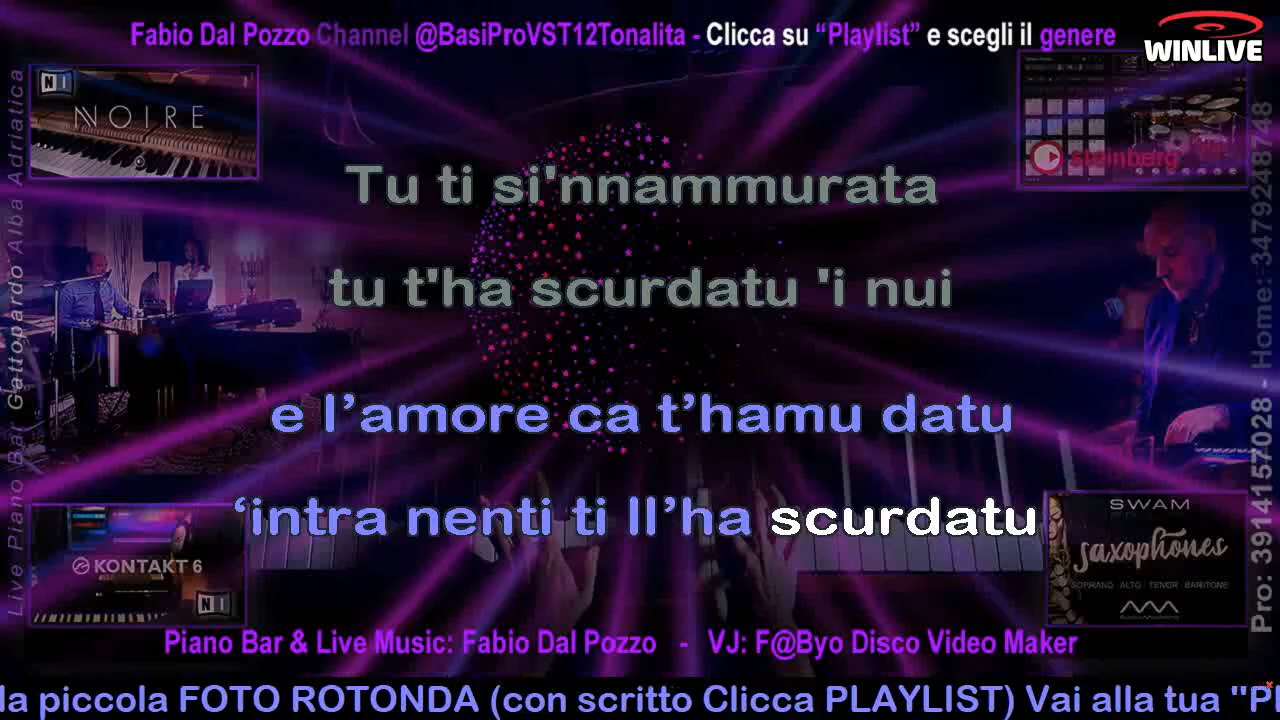 Fabio Dal Pozzo Channel @BasiProVST12Tonalita - Clicca su “Playlist” e scegli il genere
WINLIVE
NOIRE
steinberg
Live Piano Bar Gattopardo Alba Adriatica
Pro: 3914157028 - Home: 3479248748
Tu ti si'nnammurata
tu t'ha scurdatu 'i nui
e l’amore ca t’hamu datu
‘intra nenti ti ll’ha scurdatu
KONTAKT 6
SWAM
saxophones
SOPRANO · ALTO · TENOR · BARITONE
Piano Bar & Live Music: Fabio Dal Pozzo - VJ: F@Byo Disco Video Maker
la piccola FOTO ROTONDA (con scritto Clicca PLAYLIST) Vai alla tua "Pl